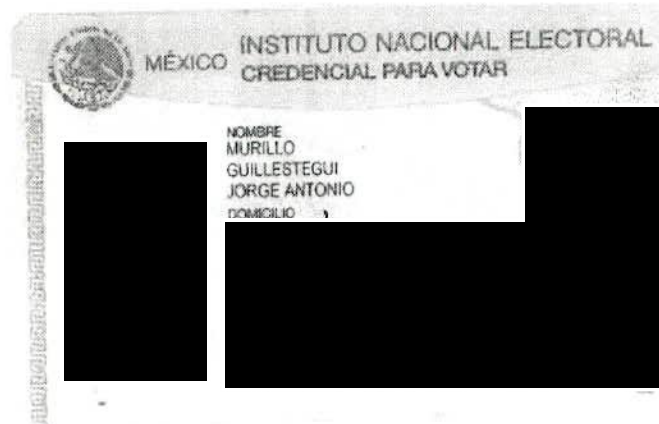 MÉXICO INSTITUTO NACIONAL ELECTORAL
CREDENCIAL PARA VOTAR
NOMBRE
MURILLO
GUILLESTEGUI
JORGE ANTONIO
DOMICILIO